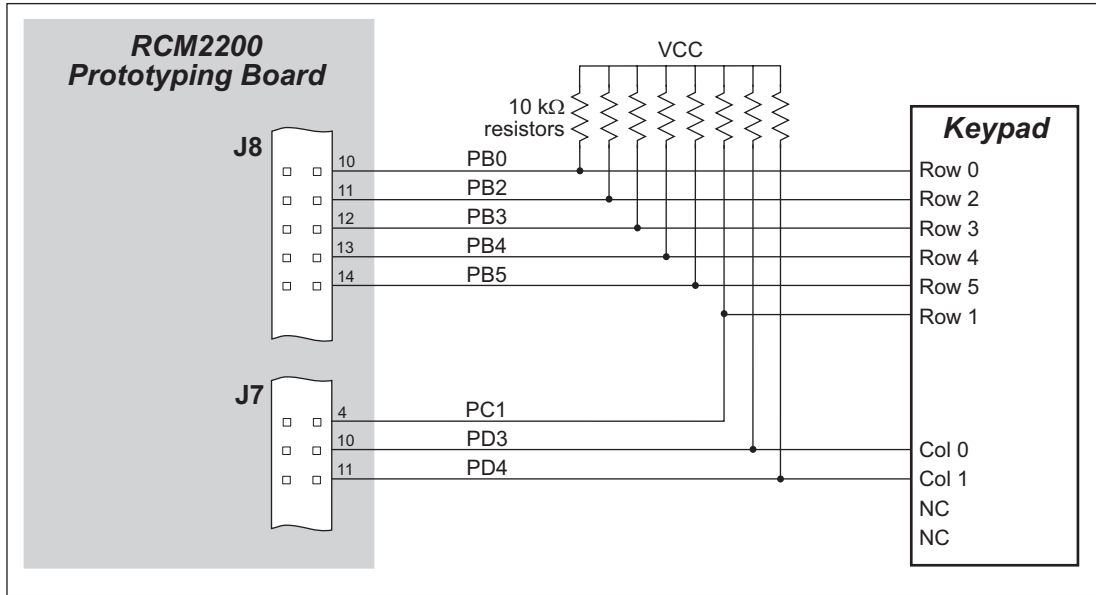 RCM2200
Prototyping Board
VCC
10 kΩ
resistors
Keypad
J8
10
PB0
Row 0
11
PB2
Row 2
12
PB3
Row 3
13
PB4
Row 4
14
PB5
Row 5
Row 1
J7
4
PC1
10
PD3
Col 0
11
PD4
Col 1
NC
NC